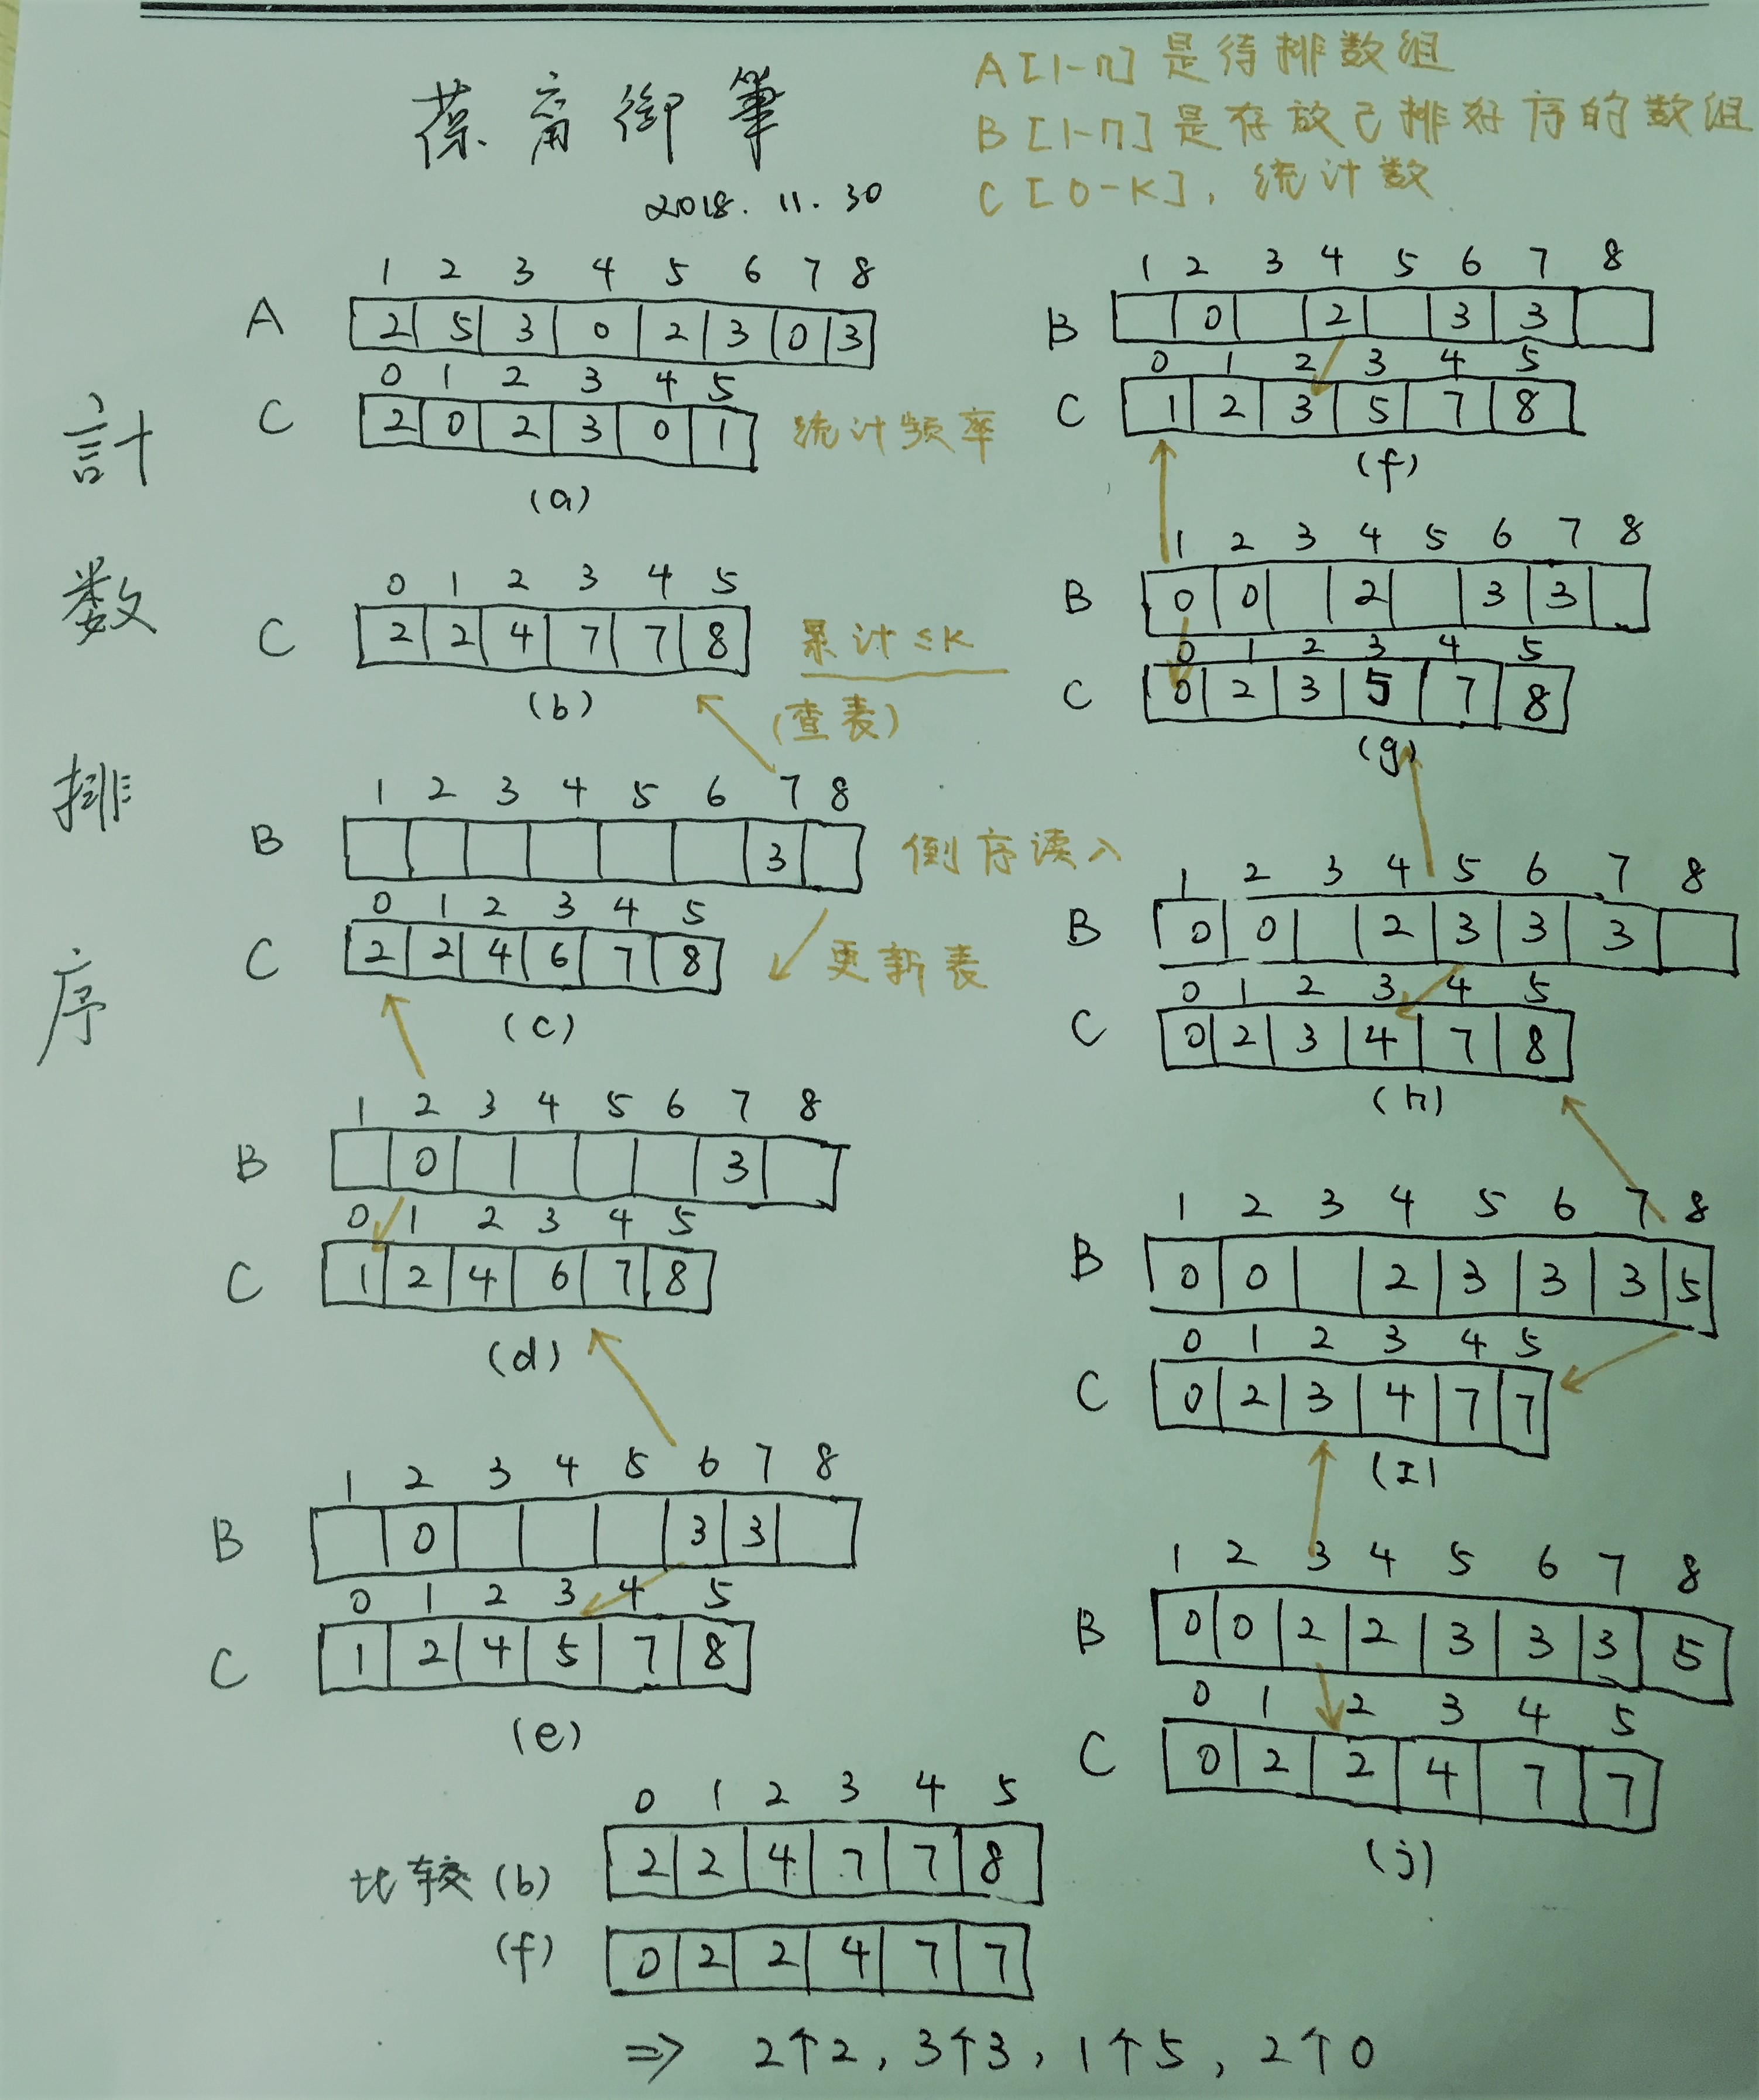 葆斎御筆
2018.11.30
A[1-n]是待排数组
B[1-n]是存放已排好序的数组
C[0-K],统计数
計数排序
1 2 3 4 5 6 7 8
A 2 5 3 0 2 3 0 3
0 1 2 3 4 5
C 2 0 2 3 0 1 统计频率
(a)
0 1 2 3 4 5
C 2 2 4 7 7 8 累计≤K
(b) (查表)
1 2 3 4 5 6 7 8
B 3 倒序读入
0 1 2 3 4 5
C 2 2 4 6 7 8 更新表
(c)
1 2 3 4 5 6 7 8
B 0 3
0 1 2 3 4 5
C 1 2 4 6 7 8
(d)
1 2 3 4 5 6 7 8
B 0 3 3
0 1 2 3 4 5
C 1 2 4 5 7 8
(e)
1 2 3 4 5 6 7 8
B 0 2 3 3
0 1 2 3 4 5
C 1 2 3 5 7 8
(f)
1 2 3 4 5 6 7 8
B 0 0 2 3 3
0 1 2 3 4 5
C 0 2 3 5 7 8
(g)
1 2 3 4 5 6 7 8
B 0 0 2 3 3 3
0 1 2 3 4 5
C 0 2 3 4 7 8
(h)
1 2 3 4 5 6 7 8
B 0 0 2 3 3 3 5
0 1 2 3 4 5
C 0 2 3 4 7 7
(I)
1 2 3 4 5 6 7 8
B 0 0 2 2 3 3 3 5
0 1 2 3 4 5
C 0 2 2 4 7 7
(j)
0 1 2 3 4 5
比较(b) 2 2 4 7 7 8
(f) 0 2 2 4 7 7
⇒ 2个2,3个3,1个5,2个0